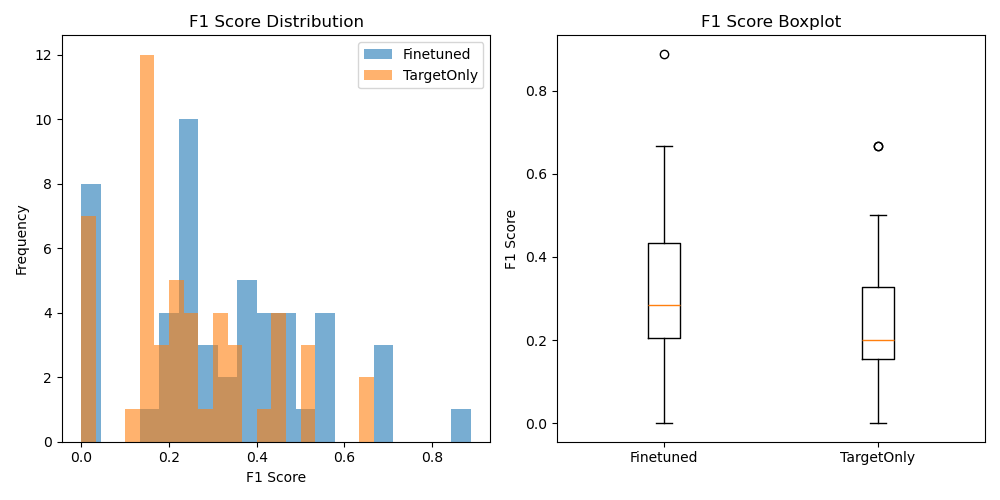 F1 Score Distribution
12
10
8
6
4
2
0
Frequency
0.0 0.2 0.4 0.6 0.8
F1 Score
Finetuned
TargetOnly
F1 Score Boxplot
0.8
0.6
0.4
0.2
0.0
F1 Score
Finetuned TargetOnly